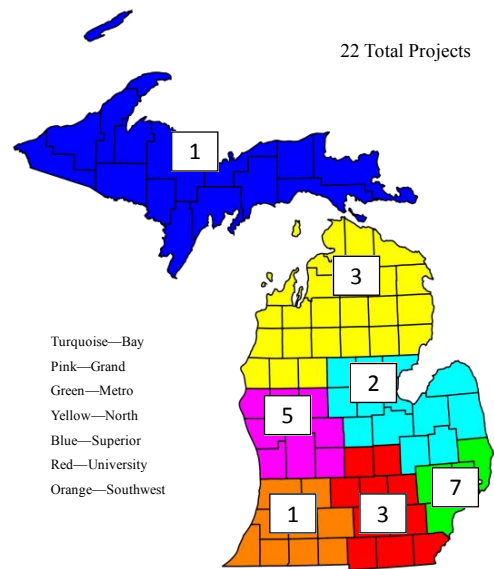 22 Total Projects
1
3
2
5
7
1
3
Turquoise—Bay
Pink—Grand
Green—Metro
Yellow—North
Blue—Superior
Red—University
Orange—Southwest